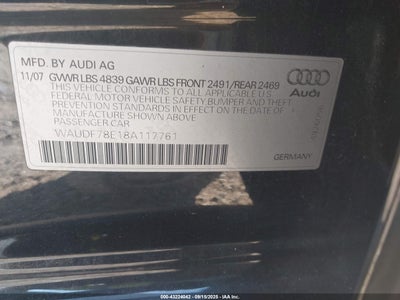 MFD. BY AUDI AG
11/07 GVWR LBS 4839 GAWR LBS FRONT 2491/REAR 2469
THIS VEHICLE CONFORMS TO ALL APPLICABLE U.S.
FEDERAL MOTOR VEHICLE SAFETY BUMPER AND THEFT
PREVENTION STANDARDS IN EFFECT ON THE DATE OF
MANUFACTURE SHOWN ABOVE
PASSENGER CAR
WAUDF78E18A117761
Audi
GERMANY
000-43224042 - 09/15/2025 - IAA Inc.